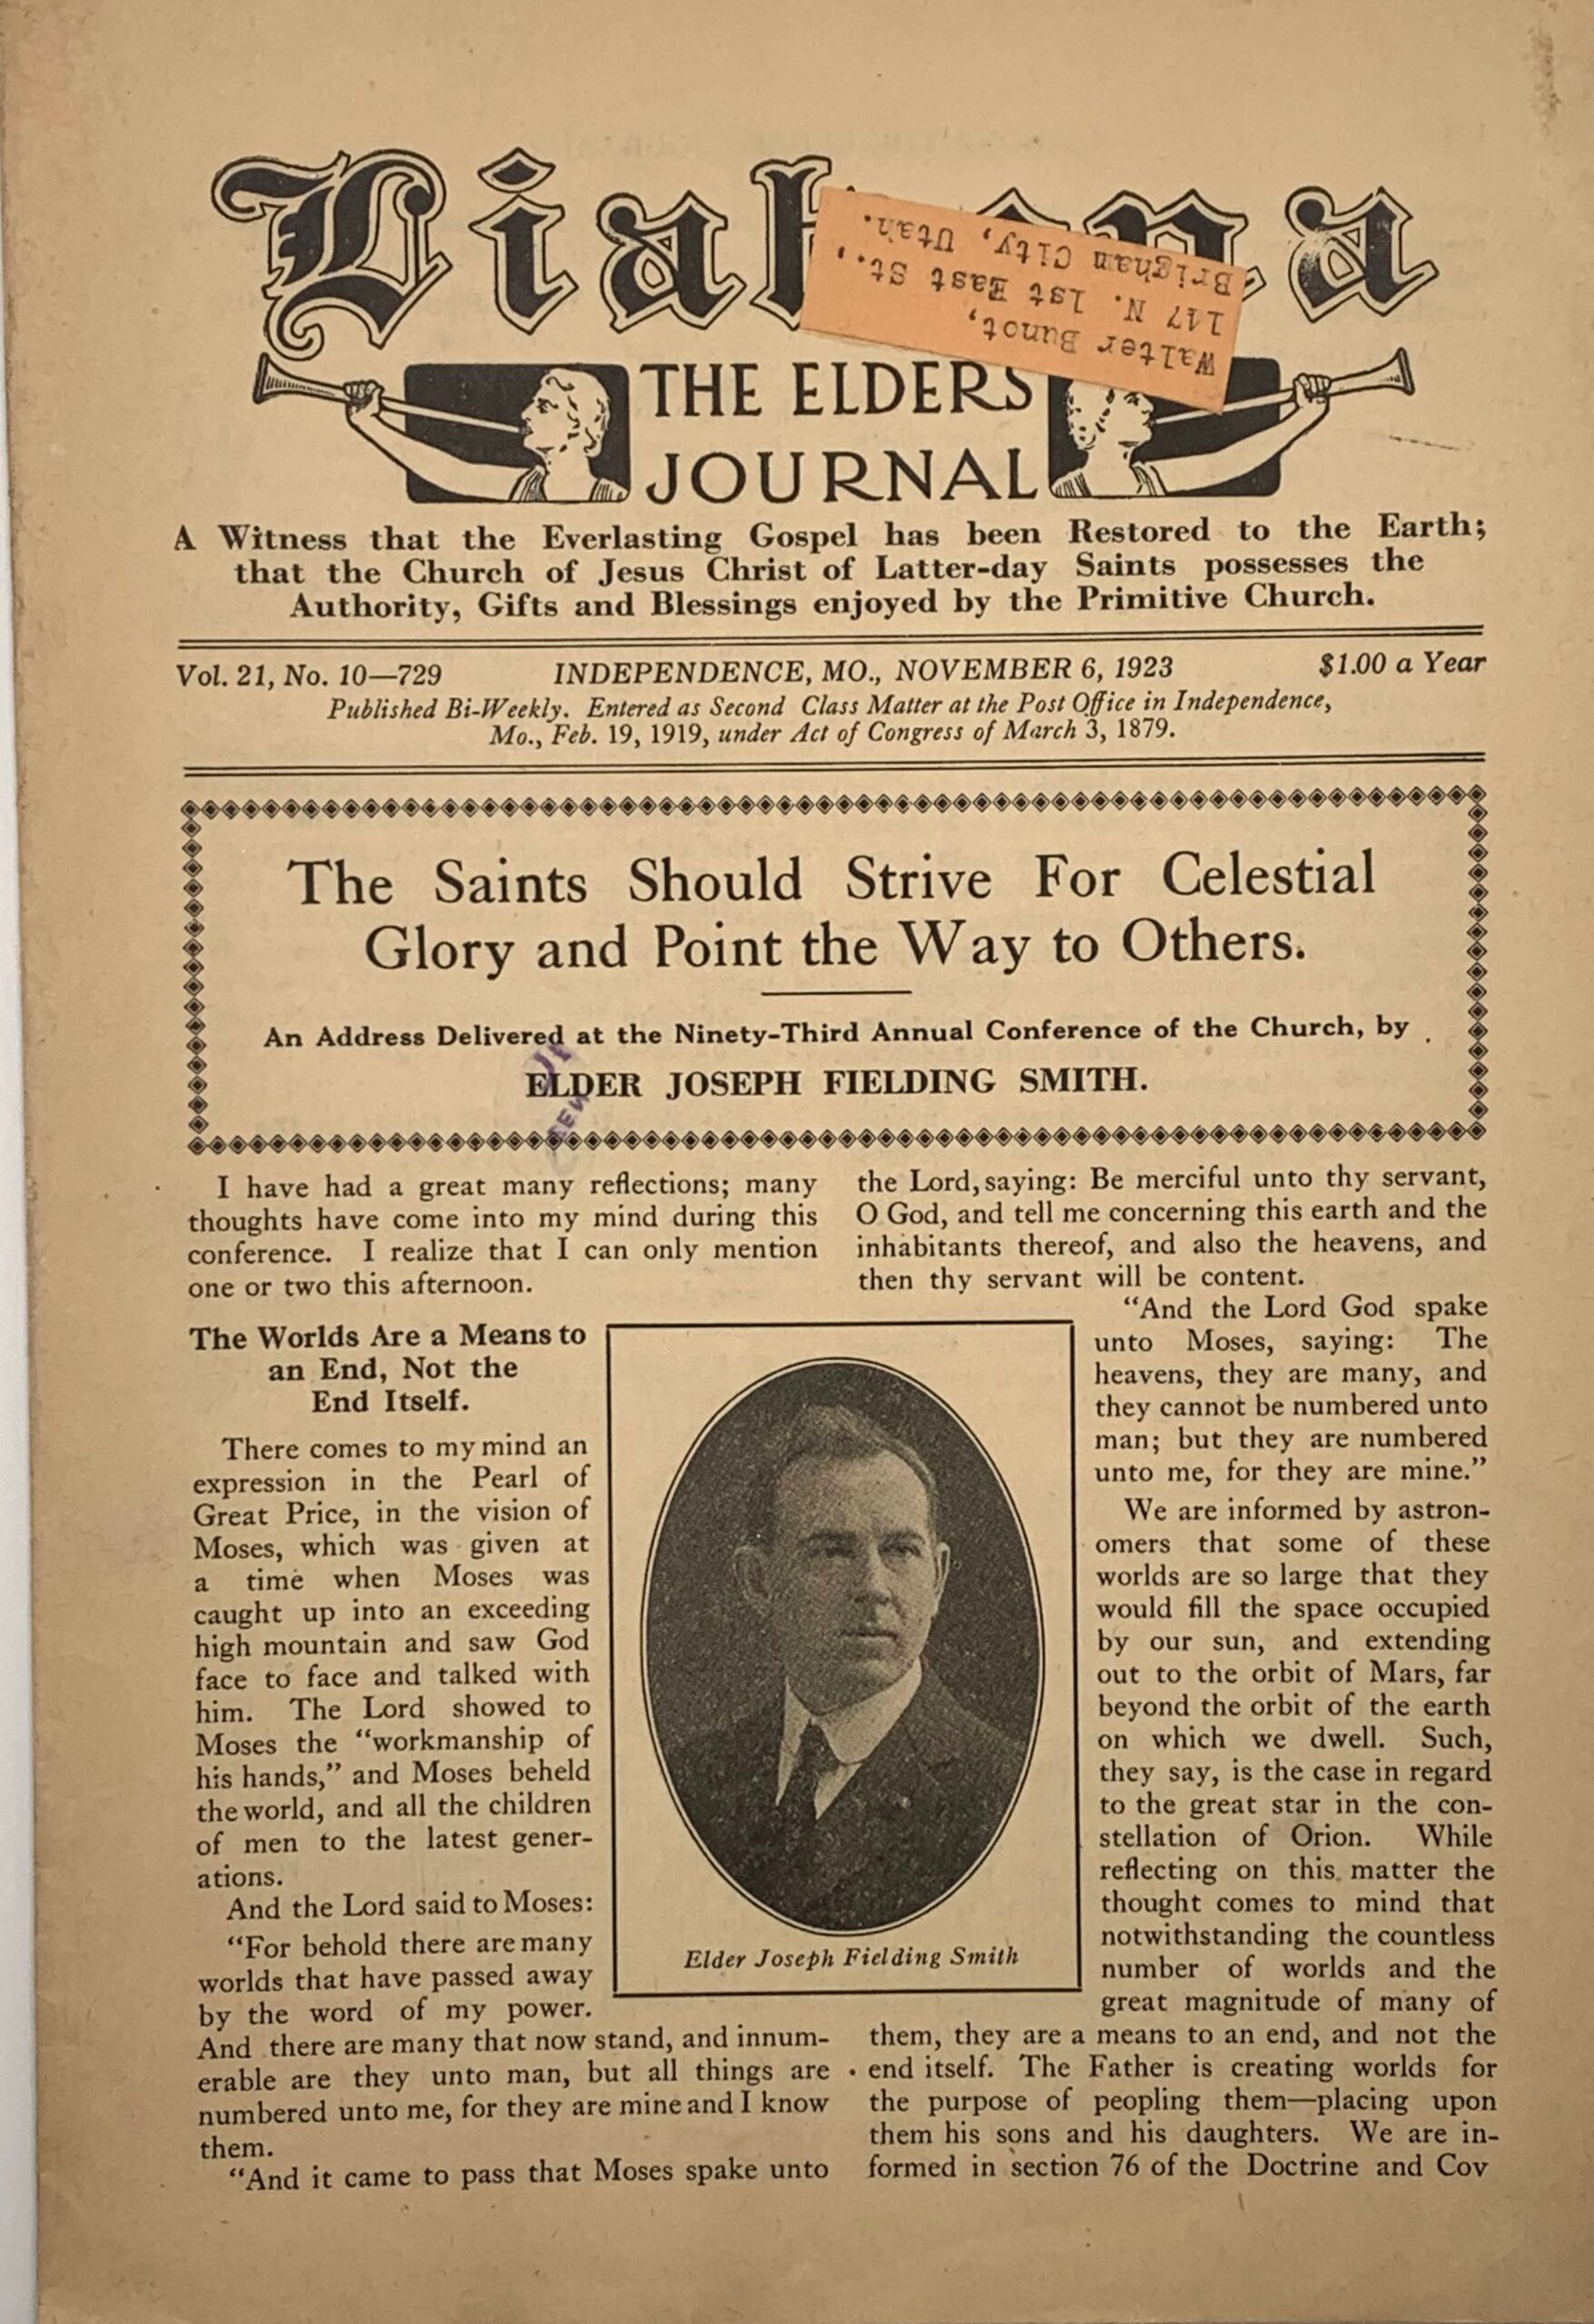 Liahona
Walter Bunot,
147 N. 1st East St.,
Brigham City, Utah.
THE ELDERS
JOURNAL
A Witness that the Everlasting Gospel has been Restored to the Earth;
that the Church of Jesus Christ of Latter-day Saints possesses the
Authority, Gifts and Blessings enjoyed by the Primitive Church.
Vol. 21, No. 10—729 INDEPENDENCE, MO., NOVEMBER 6, 1923 $1.00 a Year
Published Bi-Weekly. Entered as Second Class Matter at the Post Office in Independence,
Mo., Feb. 19, 1919, under Act of Congress of March 3, 1879.
The Saints Should Strive For Celestial
Glory and Point the Way to Others.
An Address Delivered at the Ninety-Third Annual Conference of the Church, by
ELDER JOSEPH FIELDING SMITH.
I have had a great many reflections; many
thoughts have come into my mind during this
conference. I realize that I can only mention
one or two this afternoon.
The Worlds Are a Means to
an End, Not the
End Itself.
There comes to my mind an
expression in the Pearl of
Great Price, in the vision of
Moses, which was given at
a time when Moses was
caught up into an exceeding
high mountain and saw God
face to face and talked with
him. The Lord showed to
Moses the "workmanship of
his hands," and Moses beheld
the world, and all the children
of men to the latest gener-
ations.
And the Lord said to Moses:
"For behold there are many
worlds that have passed away
by the word of my power.
And there are many that now stand, and innum-
erable are they unto man, but all things are
numbered unto me, for they are mine and I know
them.
"And it came to pass that Moses spake unto
Elder Joseph Fielding Smith
the Lord, saying: Be merciful unto thy servant,
O God, and tell me concerning this earth and the
inhabitants thereof, and also the heavens, and
then thy servant will be content.
"And the Lord God spake
unto Moses, saying: The
heavens, they are many, and
they cannot be numbered unto
man; but they are numbered
unto me, for they are mine."
We are informed by astron-
omers that some of these
worlds are so large that they
would fill the space occupied
by our sun, and extending
out to the orbit of Mars, far
beyond the orbit of the earth
on which we dwell. Such,
they say, is the case in regard
to the great star in the con-
stellation of Orion. While
reflecting on this matter the
thought comes to mind that
notwithstanding the countless
number of worlds and the
great magnitude of many of
them, they are a means to an end, and not the
end itself. The Father is creating worlds for
the purpose of peopling them—placing upon
them his sons and his daughters. We are in-
formed in section 76 of the Doctrine and Cov